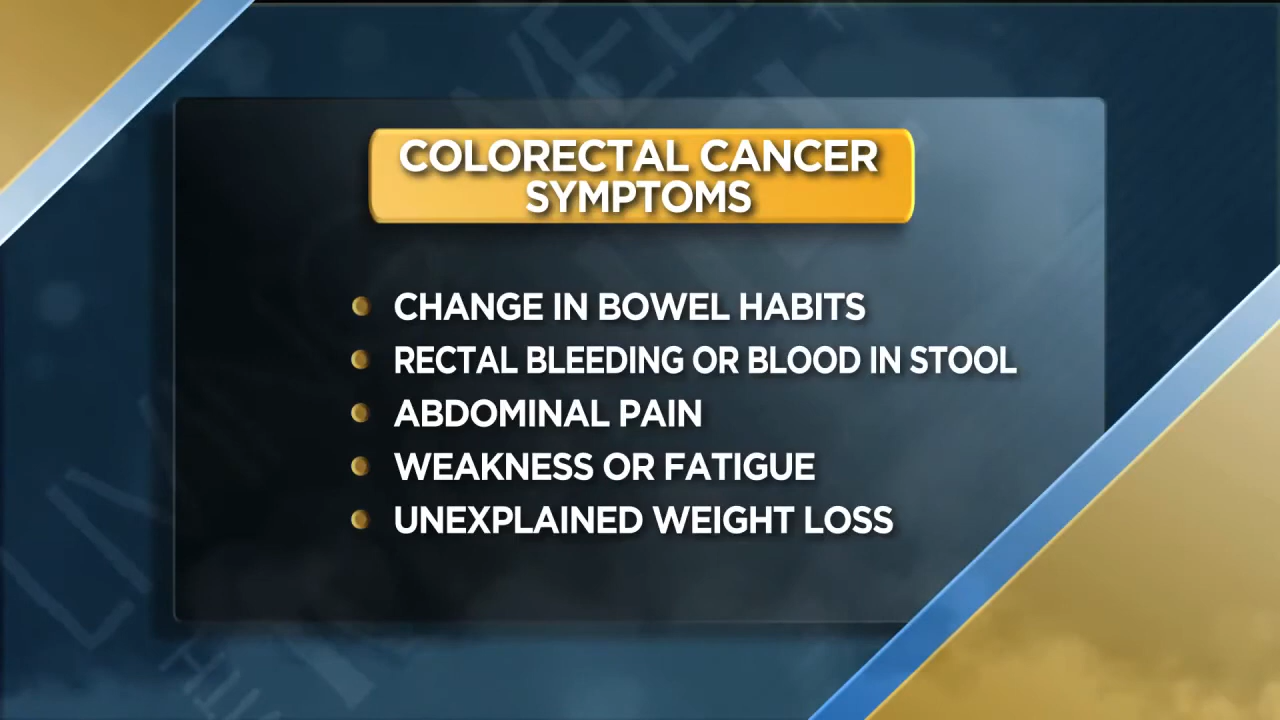 COLORECTAL CANCER
SYMPTOMS
CHANGE IN BOWEL HABITS
RECTAL BLEEDING OR BLOOD IN STOOL
ABDOMINAL PAIN
WEAKNESS OR FATIGUE
UNEXPLAINED WEIGHT LOSS